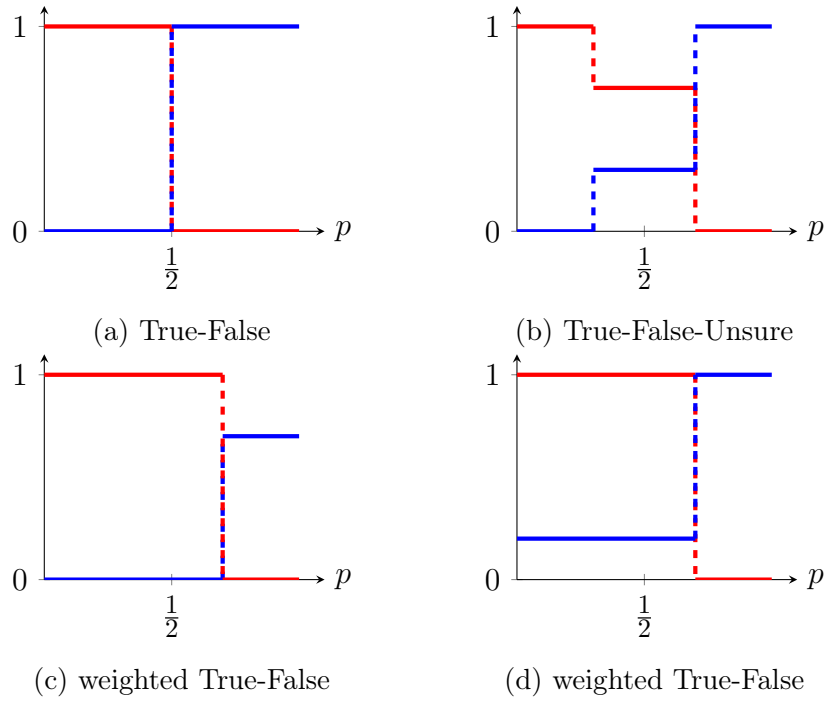 1
0
1/2
p
(a) True-False
1
0
1/2
p
(b) True-False-Unsure
1
0
1/2
p
(c) weighted True-False
1
0
1/2
p
(d) weighted True-False